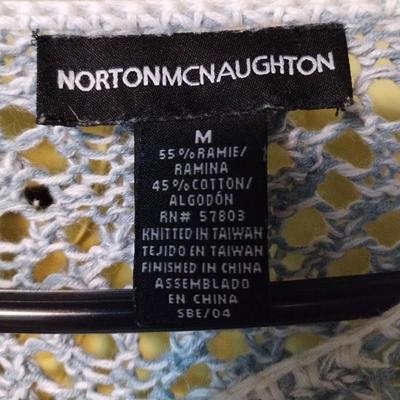 NORTONMCNAUGHTON
M
55%RAMIE/
RAMINA
45%COTTON/
ALGODÓN
RN# 57803
KNITTED IN TAIWAN
TEJIDO EN TAIWAN
FINISHED IN CHINA
ASSEMBLADO
EN CHINA
SBE/04